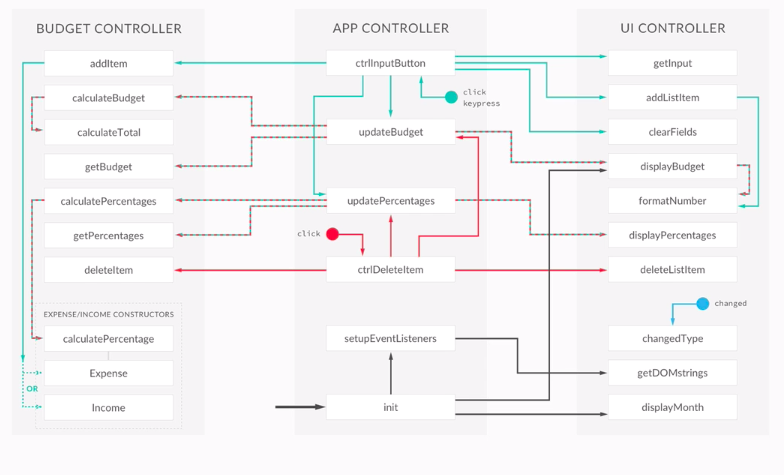 BUDGET CONTROLLER
addItem
calculateBudget
calculateTotal
getBudget
calculatePercentages
getPercentages
deleteItem
EXPENSE/INCOME CONSTRUCTORS
calculatePercentage
Expense
OR
Income
APP CONTROLLER
ctrlInputButton
click
keypress
updateBudget
updatePercentages
click
ctrlDeleteItem
setupEventListeners
init
UI CONTROLLER
getInput
addListItem
clearFields
displayBudget
formatNumber
displayPercentages
deleteListItem
changed
changedType
getDOMstrings
displayMonth